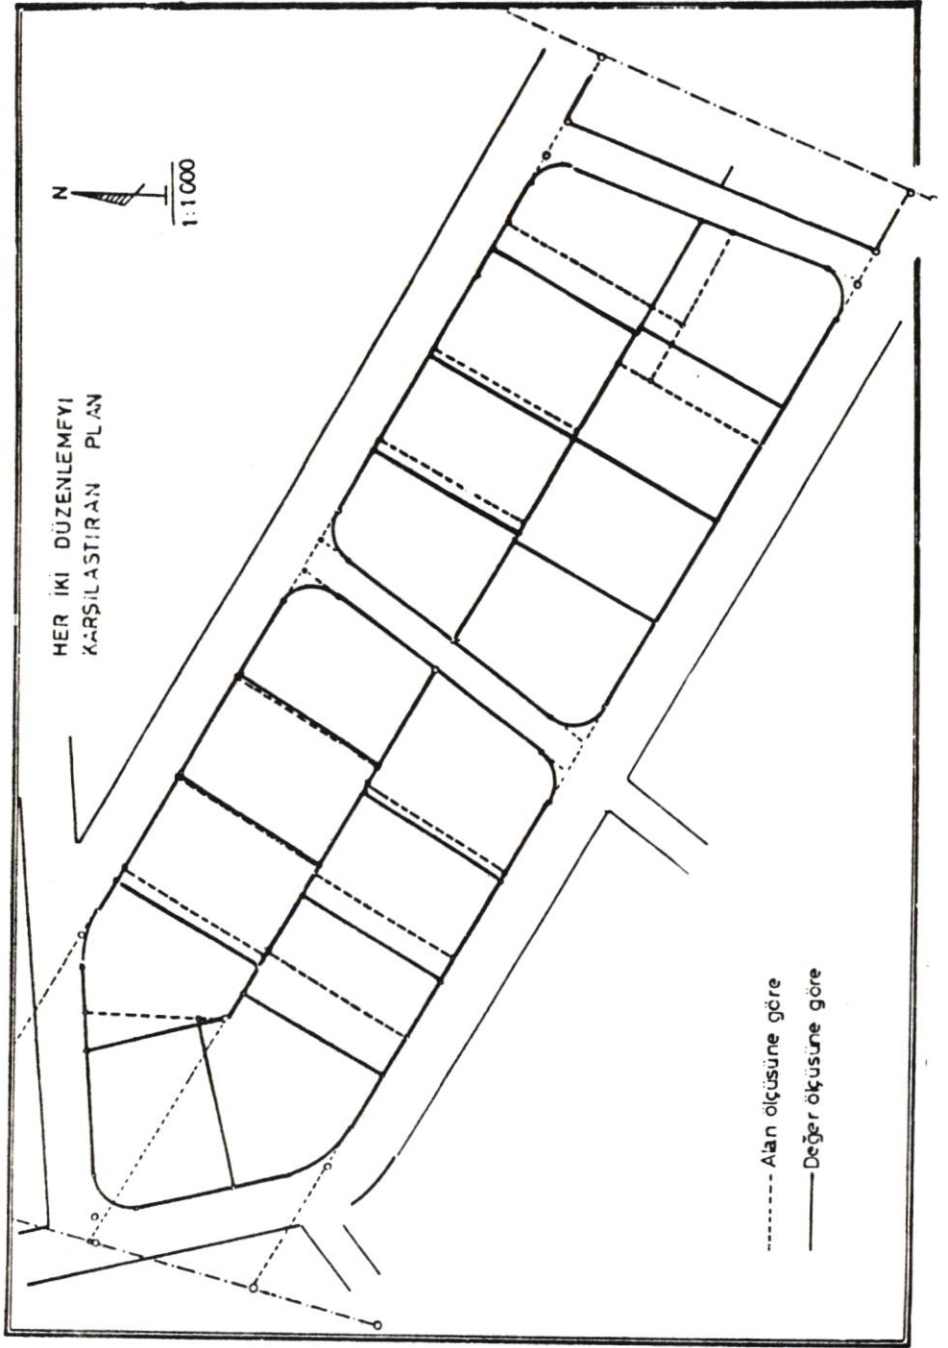 HER İKİ DÜZENLEMEYİ
KARŞILAŞTIRAN PLAN
N
1:1000
Alan ölçüsüne göre
Değer ölçüsüne göre